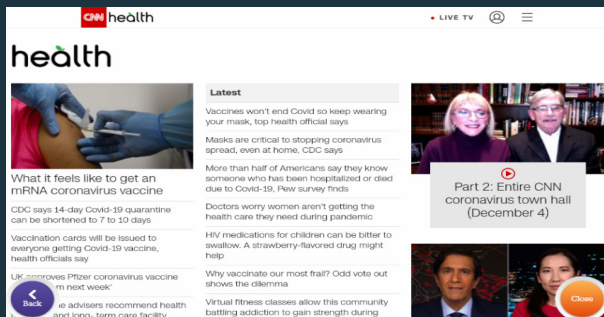 CNN health
LIVE TV
health
What it feels like to get an
mRNA coronavirus vaccine
CDC says 14-day Covid-19 quarantine
can be shortened to 7 to 10 days
Vaccination cards will be issued to
everyone getting Covid-19 vaccine,
health officials say
UK approves Pfizer coronavirus vaccine
m next week'
e advisers recommend health
and long- term care facility
Latest
Vaccines won't end Covid so keep wearing
your mask, top health official says
Masks are critical to stopping coronavirus
spread, even at home, CDC says
More than half of Americans say they know
someone who has been hospitalized or died
due to Covid-19, Pew survey finds
Doctors worry women aren't getting the
health care they need during pandemic
HIV medications for children can be bitter to
swallow. A strawberry-flavored drug might
help
Why vaccinate our most frail? Odd vote out
shows the dilemma
Virtual fitness classes allow this community
battling addiction to gain strength during
Part 2: Entire CNN
coronavirus town hall
(December 4)
Back
Close